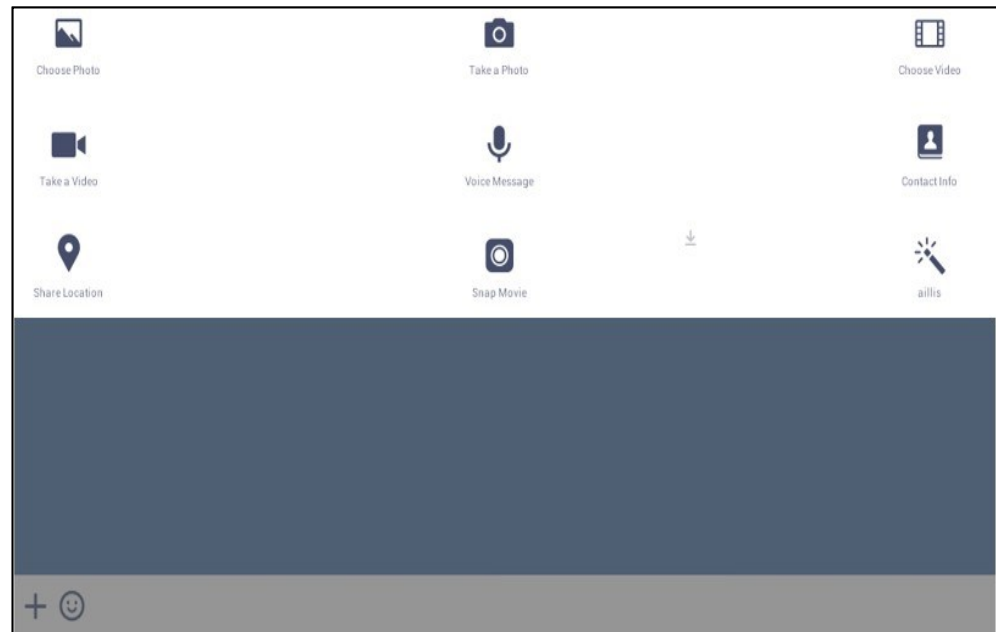 Choose Photo
Take a Photo
Choose Video
Take a Video
Voice Message
Contact Info
Share Location
Snap Movie
aillis